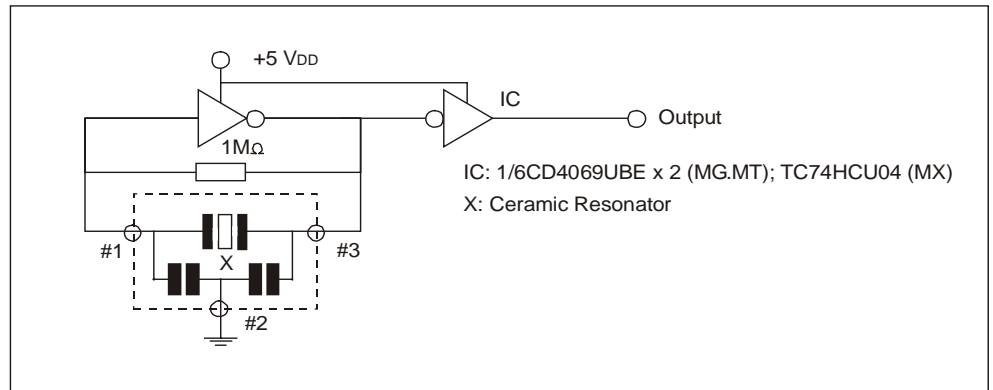 +5 VDD
IC
Output
1MΩ
IC: 1/6CD4069UBE x 2 (MG.MT); TC74HCU04 (MX)
X: Ceramic Resonator
#1
#3
X
#2